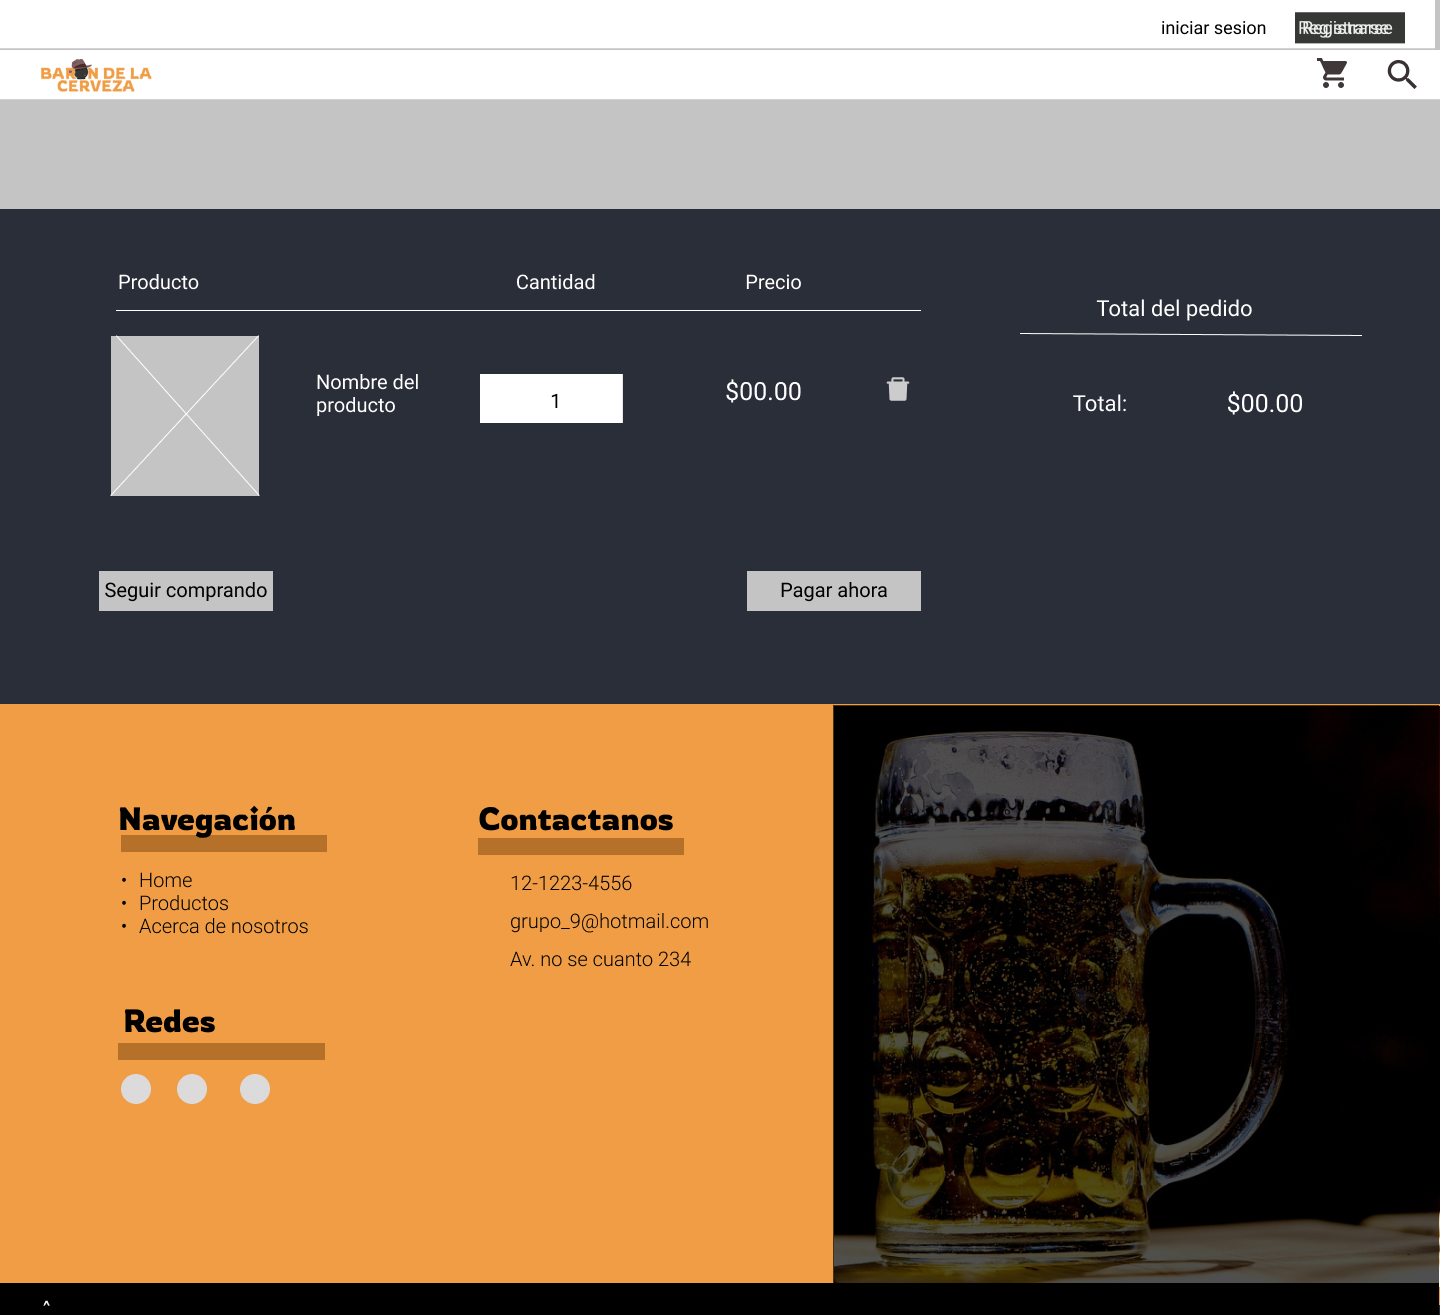 iniciar sesion
Registrarse
BARON DE LA
CERVEZA
Producto
Cantidad
Precio
Total del pedido
Nombre del
producto
1
$00.00
Total:
$00.00
Seguir comprando
Pagar ahora
Navegación
• Home
• Productos
• Acerca de nosotros
Contactanos
12-1223-4556
grupo_9@hotmail.com
Av. no se cuanto 234
Redes
^